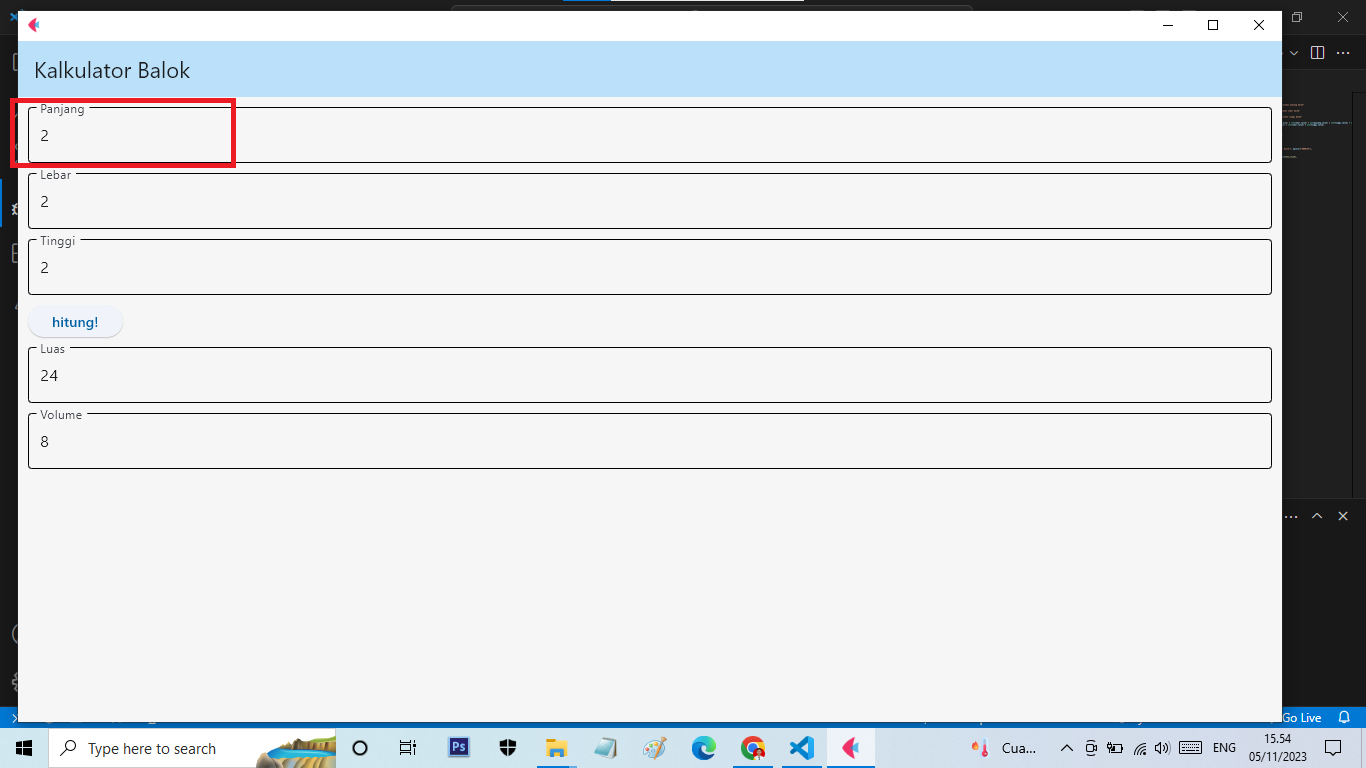 Kalkulator Balok
Panjang
2
Lebar
2
Tinggi
2
hitung!
Luas
24
Volume
8
Go Live
Type here to search
Ps
Cua...
ENG
15.54
05/11/2023